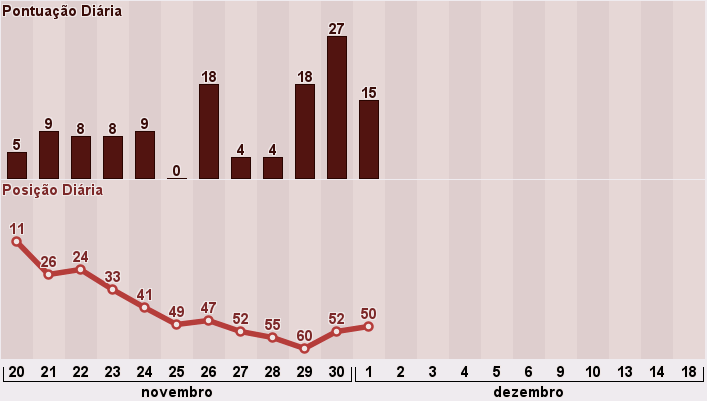 Pontuação Diária
5 9 8 8 9 0 18 4 4 18 27 15
Posição Diária
11 26 24 33 41 49 47 52 55 60 52 50
20 21 22 23 24 25 26 27 28 29 30 1 2 3 4 5 6 9 10 13 14 18
novembro dezembro